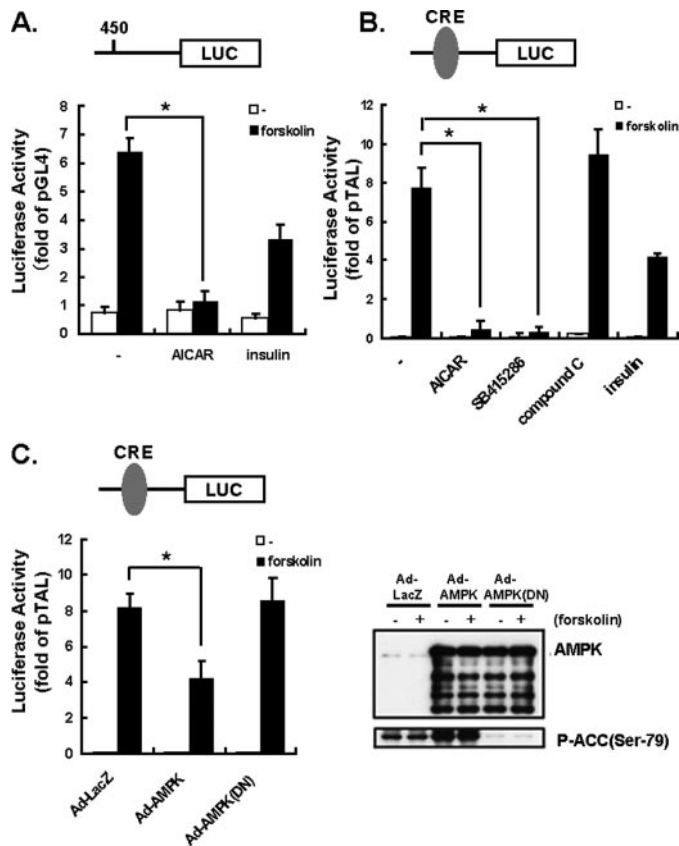 A.
450
LUC
Luciferase Activity
(fold of pGL4)
8
7
6
5
4
3
2
1
0
*
-
forskolin
- AICAR insulin
B.
CRE
LUC
Luciferase Activity
(fold of pTAL)
12
10
8
6
4
2
0
*
*
-
forskolin
-
AICAR
SB415286
compound C
insulin
C.
CRE
LUC
Luciferase Activity
(fold of pTAL)
12
10
8
6
4
2
0
*
-
forskolin
Ad-LacZ
Ad-AMPK
Ad-AMPK(DN)
Ad-
LacZ
Ad-
AMPK
Ad-
AMPK(DN)
- + - + - + (forskolin)
AMPK
P-ACC(Ser-79)